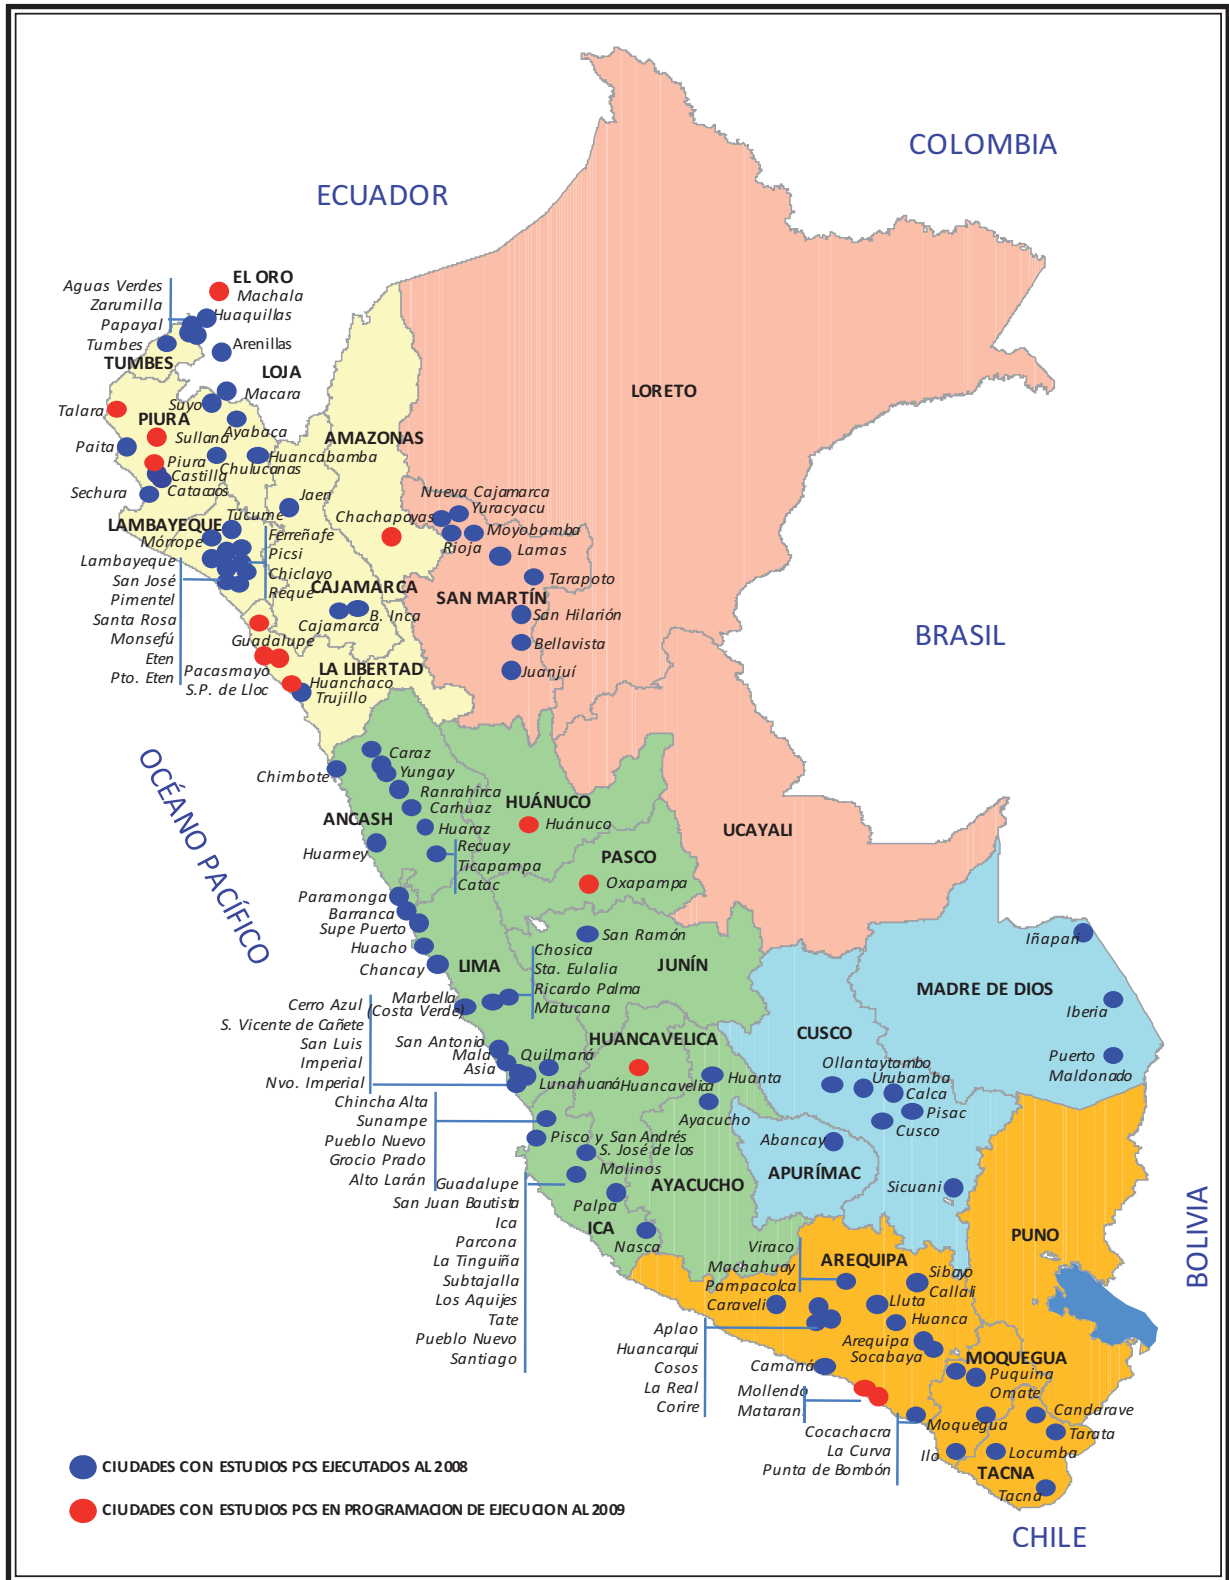 COLOMBIA
ECUADOR
EL ORO
Machala
Aguas Verdes
Zarumilla
Papayal
Tumbes
Huaquillas
Arenillas
TUMBES
LOJA
Macara
Suyo
Talara
PIURA
Sullana
Ayabaca
Paita
Piura
Chulucanas
Huancabamba
Castilla
Catacaos
Sechura
AMAZONAS
LORETO
Jaen
Chachapoyas
Nueva Cajamarca
Yuracyacu
Moyobamba
Rioja
Lamas
Tarapoto
SAN MARTÍN
San Hilarión
Bellavista
Juanjuí
BRASIL
Túcume
LAMBAYEQUE
Mórrope
Ferreñafe
Picsi
Chiclayo
Reque
Lambayeque
San José
Pimentel
Santa Rosa
Monsefú
Eten
Pto. Eten
CAJAMARCA
B. Inca
Cajamarca
Guadalupe
LA LIBERTAD
Pacasmayo
S.P. de Lloc
Huanchaco
Trujillo
OCÉANO PACÍFICO
Caraz
Yungay
Chimbote
Ranrahirca
Carhuaz
ANCASH
Huaraz
Huarmey
Recuay
Ticapampa
Catac
HUÁNUCO
Huánuco
PASCO
Oxapampa
UCAYALI
Paramonga
Barranca
Supe Puerto
Huacho
Chancay
LIMA
San Ramón
JUNÍN
Chosica
Sta. Eulalia
Ricardo Palma
Matucana
Marbella
(Costa Verde)
Cerro Azul
S. Vicente de Cañete
San Luis
Imperial
Nvo. Imperial
San Antonio
Mala
Asia
Quilmaná
Lunahuaná
HUANCAVELICA
Huancavelica
Huanta
Ayacucho
AYACUCHO
Iñapari
MADRE DE DIOS
Iberia
Puerto
Maldonado
CUSCO
Ollantaytambo
Urubamba
Calca
Pisac
Cusco
Abancay
APURÍMAC
Sicuani
Chincha Alta
Sunampe
Pueblo Nuevo
Grocio Prado
Alto Larán
Pisco y San Andrés
S. José de los
Molinos
Palpa
ICA
Nasca
Guadalupe
San Juan Bautista
Ica
Parcona
La Tinguiña
Subtajalla
Los Aquijes
Tate
Pueblo Nuevo
Santiago
PUNO
BOLIVIA
Viraco
Machahuay
Pampacolca
AREQUIPA
Sibayo
Callali
Caraveli
Lluta
Huanca
Aplao
Huancarqui
Cosos
La Real
Corire
Arequipa
Socabaya
Camaná
Mollendo
Matarani
MOQUEGUA
Puquina
Omate
Cocachacra
La Curva
Punta de Bombón
Moquegua
Candarave
Tarata
Ilo
Locumba
TACNA
Tacna
CHILE
CIUDADES CON ESTUDIOS PCS EJECUTADOS AL 2008
CIUDADES CON ESTUDIOS PCS EN PROGRAMACION DE EJECUCION AL 2009